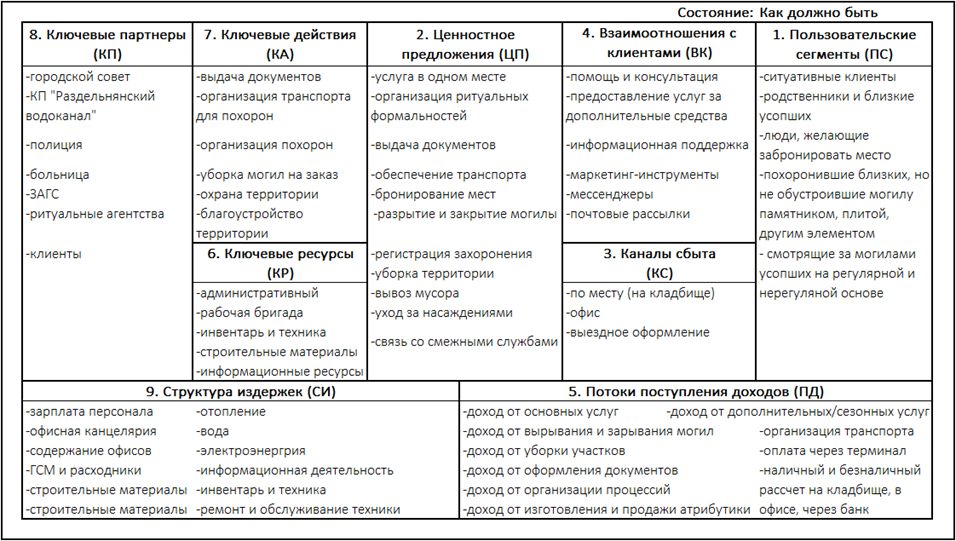 Состояние: Как должно быть
8. Ключевые партнеры
(КП)
-городской совет
-КП "Раздельнянский
водоканал"
-полиция
-больница
-ЗАГС
-ритуальные агентства
-клиенты
7. Ключевые действия
(КА)
-выдача документов
-организация транспорта
для похорон
-организация похорон
-уборка могил на заказ
-охрана территории
-благоустройство
территории
6. Ключевые ресурсы
(КР)
-административный
-рабочая бригада
-инвентарь и техника
-строительные материалы
-информационные ресурсы
2. Ценностное
предложения (ЦП)
-услуга в одном месте
-организация ритуальных
формальностей
-выдача документов
-обеспечение транспорта
-бронирование мест
-разрытие и закрытие могилы
-регистрация захоронения
-уборка территории
-вывоз мусора
-уход за насаждениями
-связь со смежными службами
4. Взаимоотношения с
клиентами (ВК)
-помощь и консультация
-предоставление услуг за
дополнительные средства
-информационная поддержка
-маркетинг-инструменты
-мессенджеры
-почтовые рассылки
3. Каналы сбыта
(КС)
-по месту (на кладбище)
-офис
-выездное оформление
1. Пользовательские
сегменты (ПС)
-ситуативные клиенты
-родственники и близкие
усопших
-люди, желающие
забронировать место
-похоронившие близких, но
не обустроившие могилу
памятником, плитой,
другим элементом
- смотрящие за могилами
усопших на регулярной и
нерегуляной основе
9. Структура издержек (СИ)
-зарплата персонала
-офисная канцелярия
-содержание офисов
-ГСМ и расходники
-строительные материалы
-строительные материалы
-отопление
-вода
-электроэнергрия
-информационная деятельность
-инвентарь и техника
-ремонт и обслуживание техники
5. Потоки поступления доходов (ПД)
-доход от основных услуг
-доход от вырывания и зарывания могил
-доход от уборки участков
-доход от оформления документов
-доход от организации процессий
-доход от изготовления и продажи атрибутики
-доход от дополнительных/сезонных услуг
-организация транспорта
-оплата через терминал
-наличный и безналичный
рассчет на кладбище, в
офисе, через банк